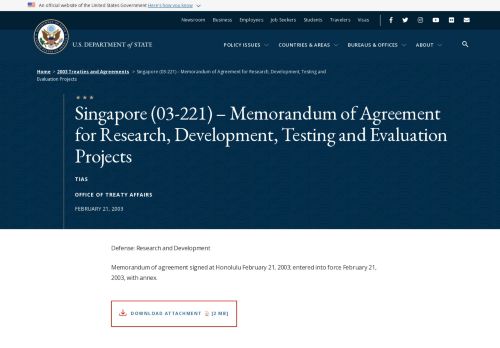 An official website of the United States Government Here's how you know
Newsroom Business Employees Job Seekers Students Travelers Visas
U.S. DEPARTMENT of STATE
POLICY ISSUES COUNTRIES & AREAS BUREAUS & OFFICES ABOUT
Home > 2003 Treaties and Agreements > Singapore (03-221) – Memorandum of Agreement for Research, Development, Testing and
Evaluation Projects
Singapore (03-221) – Memorandum of Agreement
for Research, Development, Testing and Evaluation
Projects
TIAS
OFFICE OF TREATY AFFAIRS
FEBRUARY 21, 2003
Defense: Research and Development
Memorandum of agreement signed at Honolulu February 21, 2003; entered into force February 21,
2003, with annex.
DOWNLOAD ATTACHMENT [2 MB]